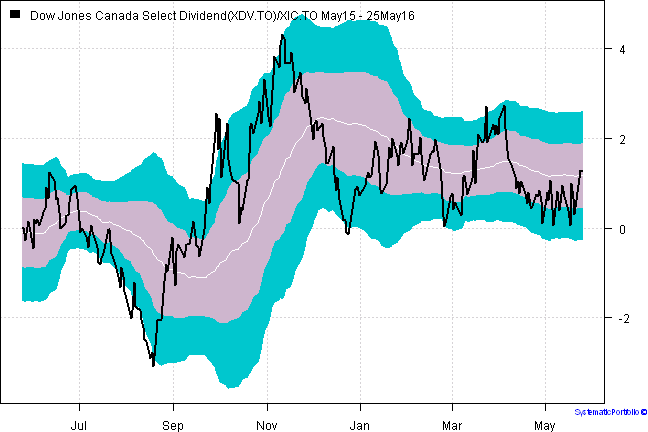 Dow Jones Canada Select Dividend(XDV.TO)/XIC.TO May15 - 25May16
4
2
0
-2
Jul Sep Nov Jan Mar May
SystematicPortfolio ©